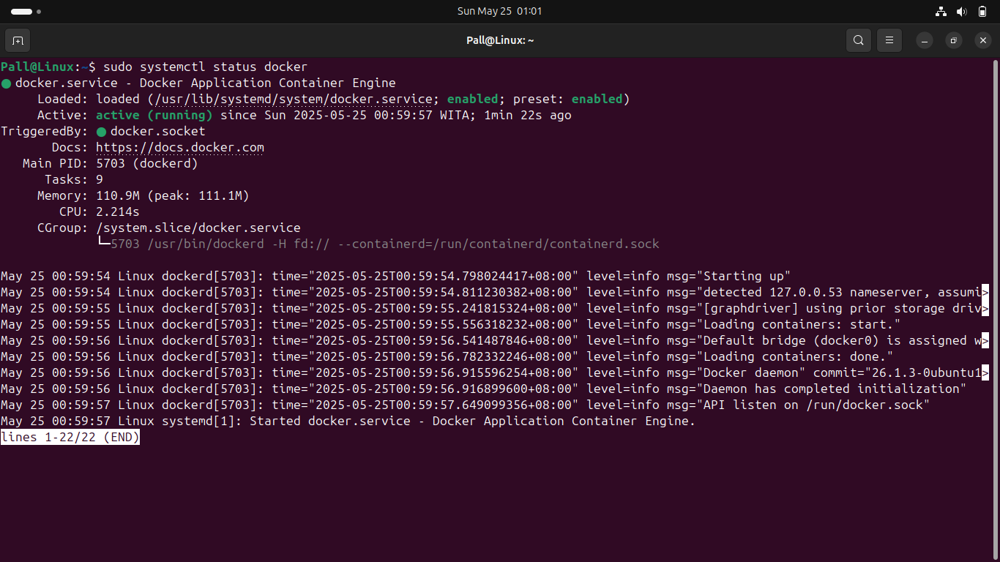 Sun May 25 01:01
Pall@Linux: ~
Pall@Linux:~$ sudo systemctl status docker
● docker.service - Docker Application Container Engine
     Loaded: loaded (/usr/lib/systemd/system/docker.service; enabled; preset: enabled)
     Active: active (running) since Sun 2025-05-25 00:59:57 WITA; 1min 22s ago
TriggeredBy: ● docker.socket
       Docs: https://docs.docker.com
   Main PID: 5703 (dockerd)
      Tasks: 9
     Memory: 110.9M (peak: 111.1M)
        CPU: 2.214s
     CGroup: /system.slice/docker.service
             └─5703 /usr/bin/dockerd -H fd:// --containerd=/run/containerd/containerd.sock
May 25 00:59:54 Linux dockerd[5703]: time="2025-05-25T00:59:54.798024417+08:00" level=info msg="Starting up"
May 25 00:59:54 Linux dockerd[5703]: time="2025-05-25T00:59:54.811230382+08:00" level=info msg="detected 127.0.0.53 nameserver, assumi>
May 25 00:59:55 Linux dockerd[5703]: time="2025-05-25T00:59:55.241815324+08:00" level=info msg="[graphdriver] using prior storage driv>
May 25 00:59:55 Linux dockerd[5703]: time="2025-05-25T00:59:55.556318232+08:00" level=info msg="Loading containers: start."
May 25 00:59:56 Linux dockerd[5703]: time="2025-05-25T00:59:56.541487846+08:00" level=info msg="Default bridge (docker0) is assigned w>
May 25 00:59:56 Linux dockerd[5703]: time="2025-05-25T00:59:56.782332246+08:00" level=info msg="Loading containers: done."
May 25 00:59:56 Linux dockerd[5703]: time="2025-05-25T00:59:56.915596254+08:00" level=info msg="Docker daemon" commit="26.1.3-0ubuntu1>
May 25 00:59:56 Linux dockerd[5703]: time="2025-05-25T00:59:56.916899600+08:00" level=info msg="Daemon has completed initialization"
May 25 00:59:57 Linux dockerd[5703]: time="2025-05-25T00:59:57.649099356+08:00" level=info msg="API listen on /run/docker.sock"
May 25 00:59:57 Linux systemd[1]: Started docker.service - Docker Application Container Engine.
lines 1-22/22 (END)